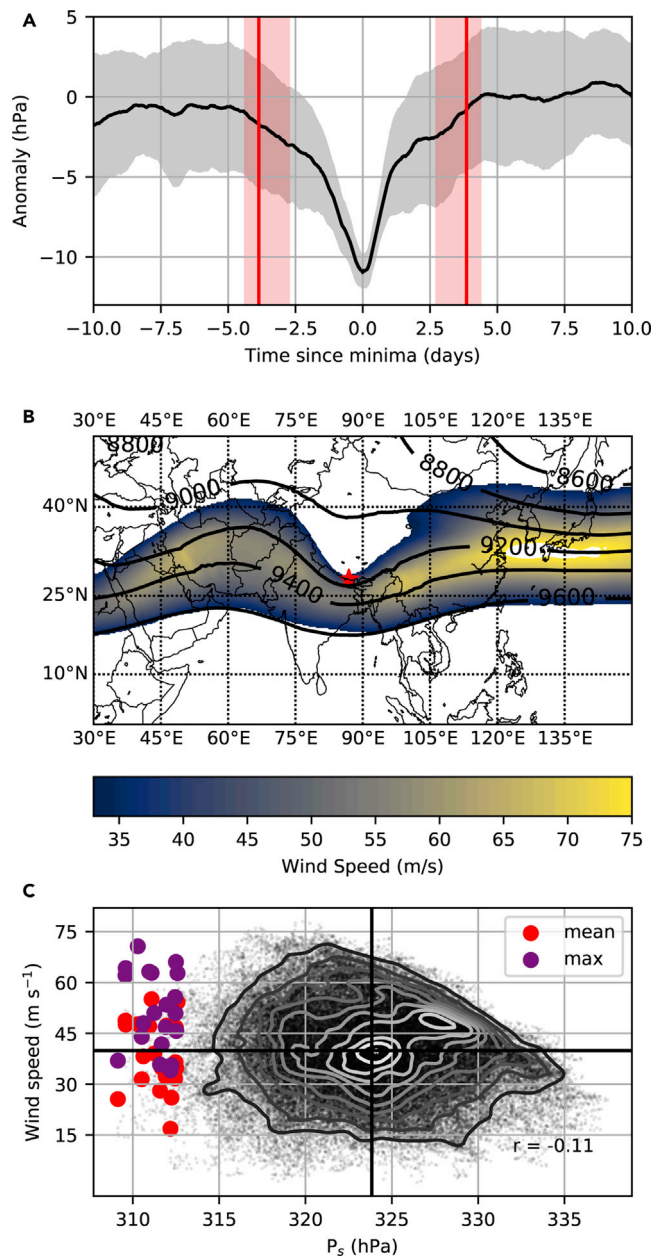 A
5
0
−5
−10
Anomaly (hPa)
−10.0 −7.5 −5.0 −2.5 0.0 2.5 5.0 7.5 10.0
Time since minima (days)
B
30°E 45°E 60°E 75°E 90°E 105°E 120°E 135°E
8800 9000 8800 8600
40°N
9200
25°N
9400 9600
10°N
30°E 45°E 60°E 75°E 90°E 105°E 120°E 135°E
35 40 45 50 55 60 65 70 75
Wind Speed (m/s)
C
75
60
45
30
15
Wind speed (m s⁻¹)
mean
max
r = -0.11
310 315 320 325 330 335
Pₛ (hPa)